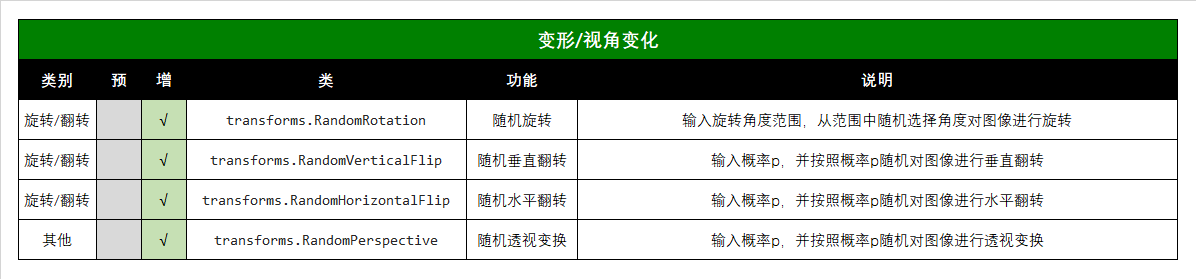 变形/视角变化
类别 预 增 类 功能 说明
旋转/翻转 √ transforms.RandomRotation 随机旋转 输入旋转角度范围，从范围中随机选择角度对图像进行旋转
旋转/翻转 √ transforms.RandomVerticalFlip 随机垂直翻转 输入概率p，并按照概率p随机对图像进行垂直翻转
旋转/翻转 √ transforms.RandomHorizontalFlip 随机水平翻转 输入概率p，并按照概率p随机对图像进行水平翻转
其他 √ transforms.RandomPerspective 随机透视变换 输入概率p，并按照概率p随机对图像进行透视变换